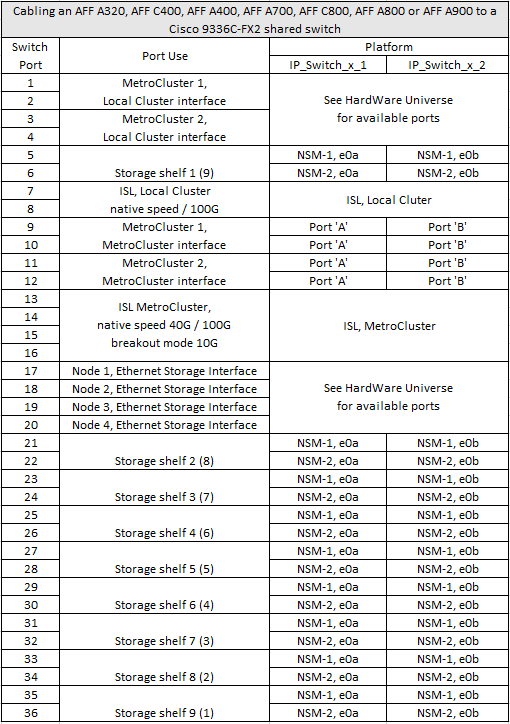 Cabling an AFF A320, AFF C400, AFF A400, AFF A700, AFF C800, AFF A800 or AFF A900 to a
Cisco 9336C-FX2 shared switch
Switch
Port
Port Use
Platform
IP_Switch_x_1
IP_Switch_x_2
1
2
MetroCluster 1,
Local Cluster interface
3
4
MetroCluster 2,
Local Cluster interface
See HardWare Universe
for available ports
5
NSM-1, e0a
NSM-1, e0b
6
Storage shelf 1 (9)
NSM-2, e0a
NSM-2, e0b
7
8
ISL, Local Cluster
native speed / 100G
ISL, Local Cluter
9
MetroCluster 1,
Port 'A'
Port 'B'
10
MetroCluster interface
Port 'A'
Port 'B'
11
MetroCluster 2,
Port 'A'
Port 'B'
12
MetroCluster interface
Port 'A'
Port 'B'
13
14
15
16
ISL MetroCluster,
native speed 40G / 100G
breakout mode 10G
ISL, MetroCluster
17
Node 1, Ethernet Storage Interface
18
Node 2, Ethernet Storage Interface
19
Node 3, Ethernet Storage Interface
20
Node 4, Ethernet Storage Interface
See HardWare Universe
for available ports
21
NSM-1, e0a
NSM-1, e0b
22
Storage shelf 2 (8)
NSM-2, e0a
NSM-2, e0b
23
NSM-1, e0a
NSM-1, e0b
24
Storage shelf 3 (7)
NSM-2, e0a
NSM-2, e0b
25
NSM-1, e0a
NSM-1, e0b
26
Storage shelf 4 (6)
NSM-2, e0a
NSM-2, e0b
27
NSM-1, e0a
NSM-1, e0b
28
Storage shelf 5 (5)
NSM-2, e0a
NSM-2, e0b
29
NSM-1, e0a
NSM-1, e0b
30
Storage shelf 6 (4)
NSM-2, e0a
NSM-2, e0b
31
NSM-1, e0a
NSM-1, e0b
32
Storage shelf 7 (3)
NSM-2, e0a
NSM-2, e0b
33
NSM-1, e0a
NSM-1, e0b
34
Storage shelf 8 (2)
NSM-2, e0a
NSM-2, e0b
35
NSM-1, e0a
NSM-1, e0b
36
Storage shelf 9 (1)
NSM-2, e0a
NSM-2, e0b